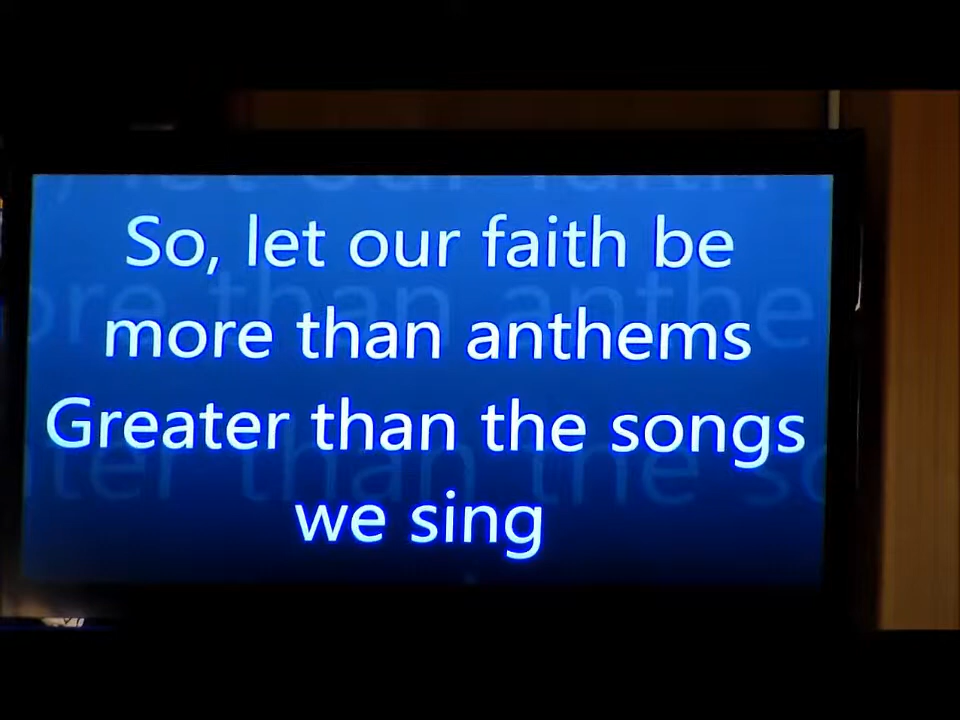 So, let our faith be
more than anthems
Greater than the songs
we sing